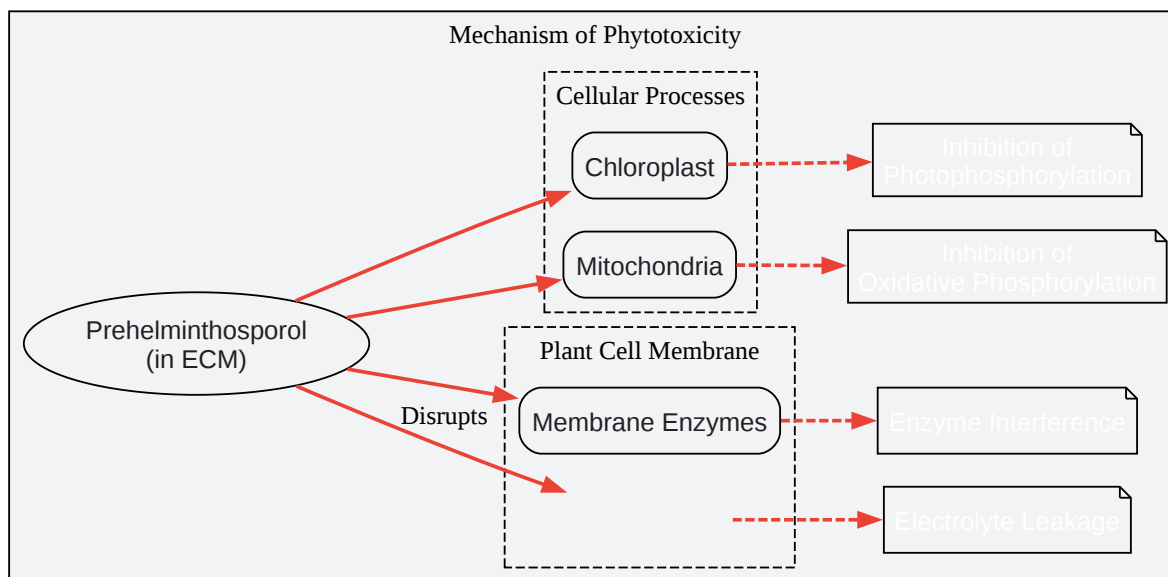 Mechanism of Phytotoxicity
Cellular Processes
Chloroplast
Inhibition of
Photophosphorylation
Mitochondria
Inhibition of
Oxidative Phosphorylation
Prehelminthosporol
(in ECM)
Plant Cell Membrane
Disrupts
Membrane Enzymes
Enzyme Interference
Electrolyte Leakage